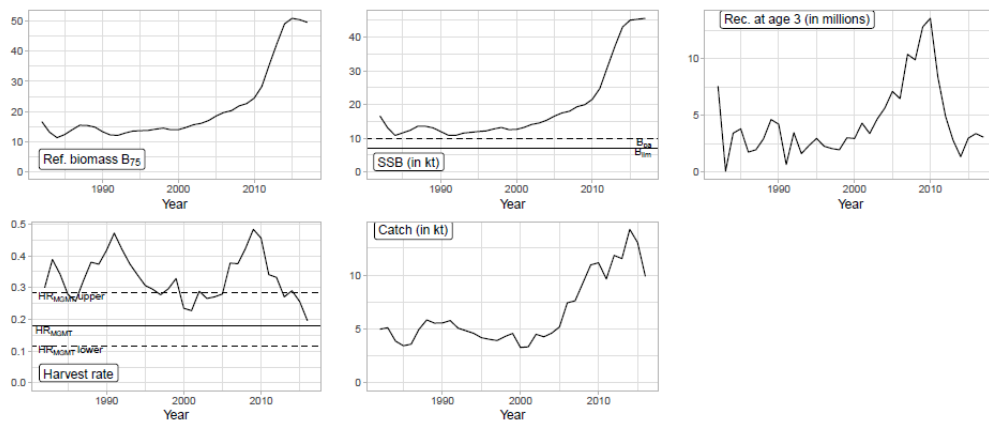 Rec. at age 3 (in millions)
50
40
30
20
10
0
Ref. biomass B75
1990
2000
2010
Year
40
30
20
10
0
SSB (in kt)
Bpa
Blim
1990
2000
2010
Year
10
5
0
1990
2000
2010
Year
0.5
0.4
0.3
0.2
0.1
0.0
HRMGMT upper
HRMGMT
HRMGMT lower
Harvest rate
1990
2000
2010
Year
Catch (in kt)
10
5
0
1990
2000
2010
Year